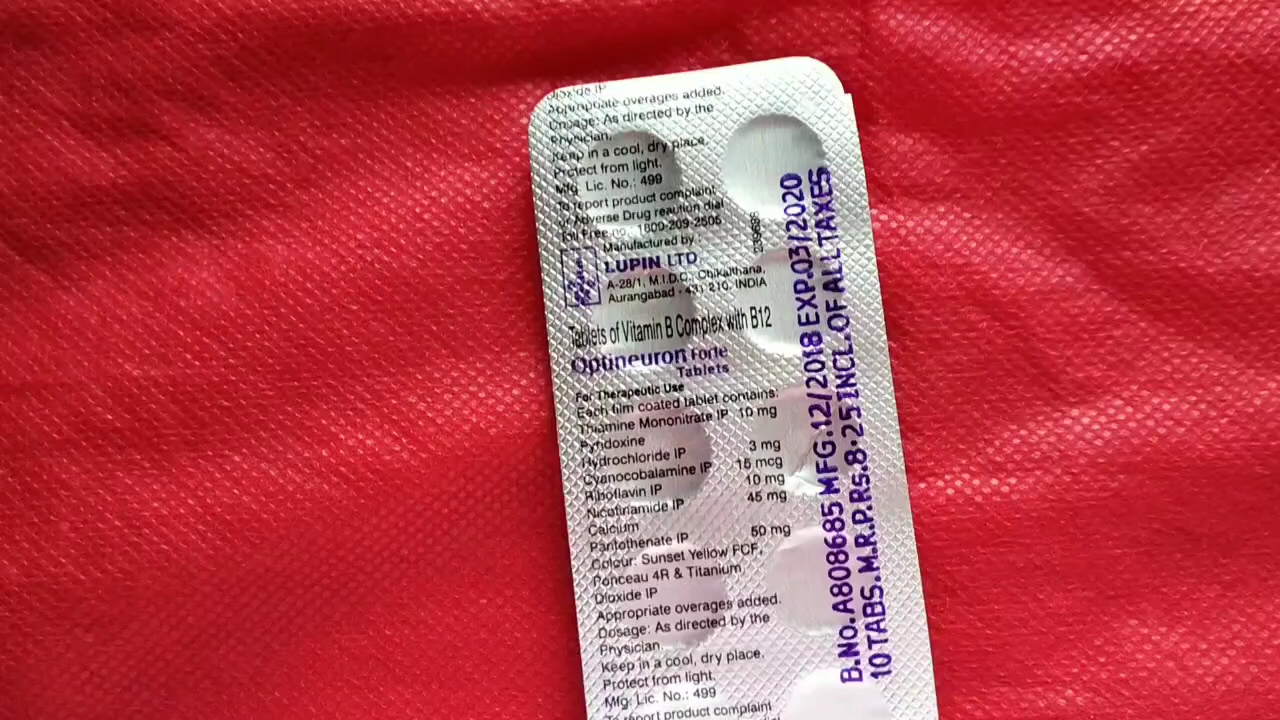 Dioxide IP
Appropriate overages added.
Dosage: As directed by the
Physician.
Keep in a cool, dry place.
Protect from light.
Mfg. Lic. No.: 499
To report product complaint
or Adverse Drug reaction dial
Toll Free no.: 1800-209-2505
Manufactured by :
LUPIN LTD.
A-28/1, M.I.D.C., Chikalthana,
Aurangabad - 431 210, INDIA
Tablets of Vitamin B Complex with B12
Optineuron Forte
Tablets
For Therapeutic Use
Each film coated tablet contains:
Thiamine Mononitrate IP 10 mg
Pyridoxine
Hydrochloride IP 3 mg
Cyanocobalamine IP 15 mcg
Riboflavin IP 10 mg
Nicotinamide IP 45 mg
Calcium
Pantothenate IP 50 mg
Colour: Sunset Yellow FCF,
Ponceau 4R & Titanium
Dioxide IP
Appropriate overages added.
Dosage: As directed by the
Physician.
Keep in a cool, dry place.
Protect from light.
Mfg. Lic. No.: 499
To report product complaint
B.No.A808685 MFG.12/2018 EXP.03/2020
10 TABS.M.R.P.Rs.8.25 INCL.OF ALL TAXES